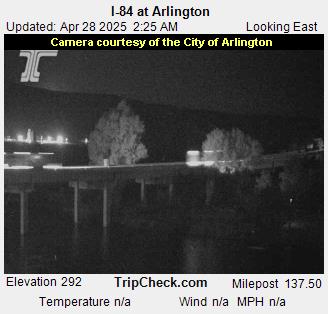 I-84 at Arlington
Updated: Apr 28 2025 2:25 AM Looking East
Camera courtesy of the City of Arlington
Elevation 292 TripCheck.com Milepost 137.50
Temperature n/a Wind n/a MPH n/a